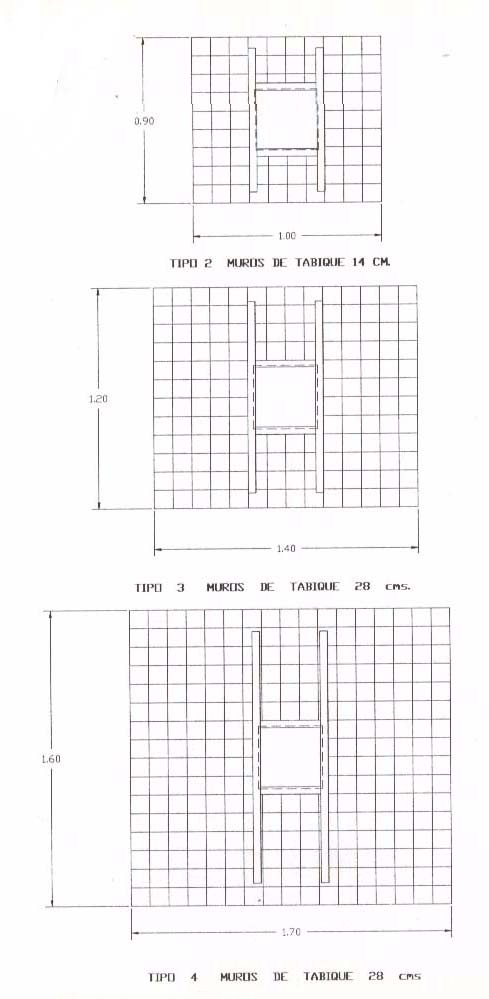 0.90
1.00
TIPO 2 MUROS DE TABIQUE 14 CM.
1.20
1.40
TIPO 3 MUROS DE TABIQUE 28 cms.
1.60
1.70
TIPO 4 MUROS DE TABIQUE 28 cms